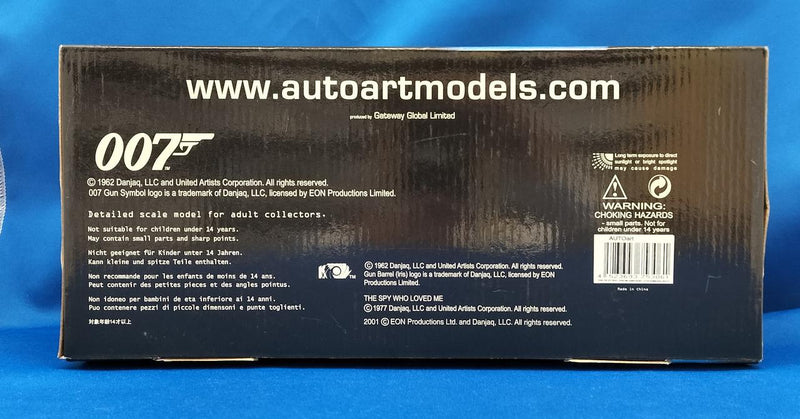 www.autoartmodels.com
produced by Gateway Global Limited
007
TM
© 1962 Danjaq, LLC and United Artists Corporation. All rights reserved.
007 Gun Symbol logo is a trademark of Danjaq, LLC, licensed by EON Productions Limited.
Detailed scale model for adult collectors.
Not suitable for children under 14 years.
May contain small parts and sharp points.
Nicht geeignet für Kinder unter 14 Jahren.
Kann kleine und spitze Teile enthalten.
Non recommande pour les enfants de moins de 14 ans.
Peut contenir des petites pieces et des angles pointus.
Non idoneo per bambini de eta inferiore ai 14 anni.
Puo contenere pezzi di piccole dimensoni e punte toglienti.
対象年齢14才以上
TM
© 1962 Danjaq, LLC and United Artists Corporation. All rights reserved.
Gun Barrel (Iris) logo is a trademark of Danjaq, LLC, licensed by EON
Productions Limited.
THE SPY WHO LOVED ME
© 1977 Danjaq, LLC and United Artists Corporation. All rights reserved.
2001 © EON Productions Ltd. and Danjaq, LLC. All rights reserved.
Long term exposure to direct
sunlight or bright spotlight
may cause damage
WARNING:
CHOKING HAZARDS
- small parts. Not for
children under 14 years
AUTOart
Made in China